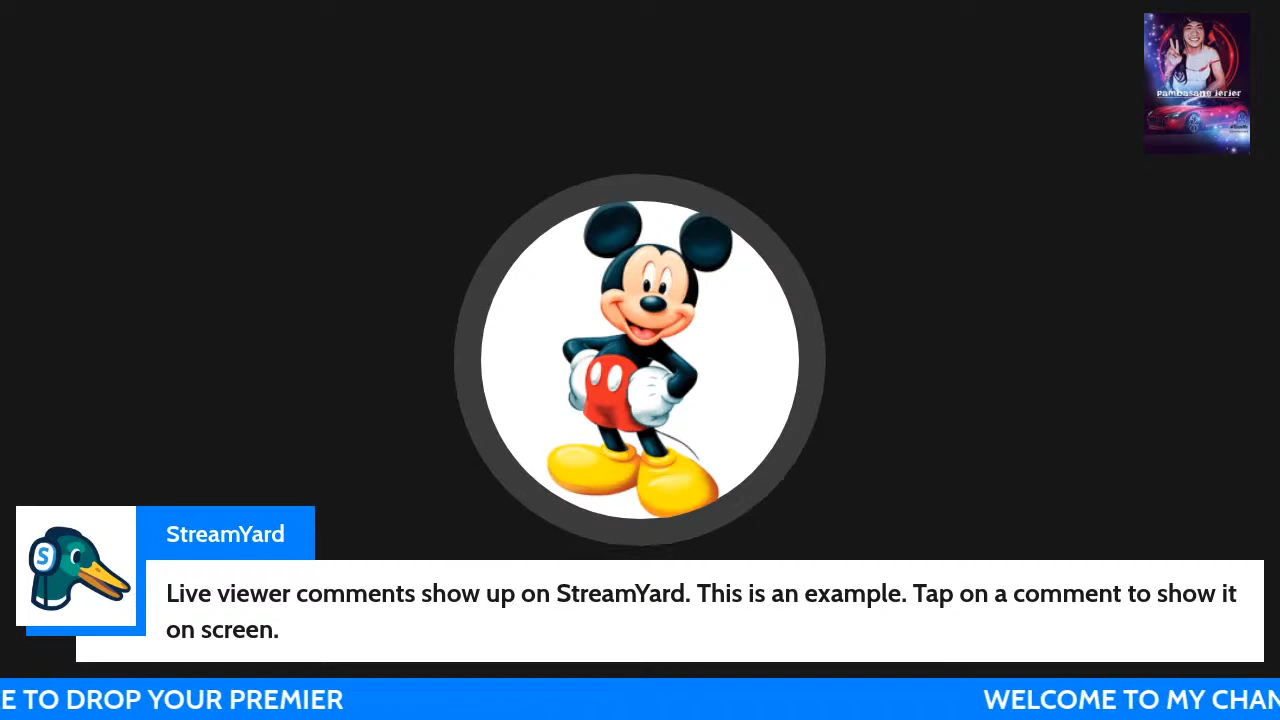 Pambasang jerjer
StreamYard
S
Live viewer comments show up on StreamYard. This is an example. Tap on a comment to show it
on screen.
E TO DROP YOUR PREMIER
WELCOME TO MY CHAN